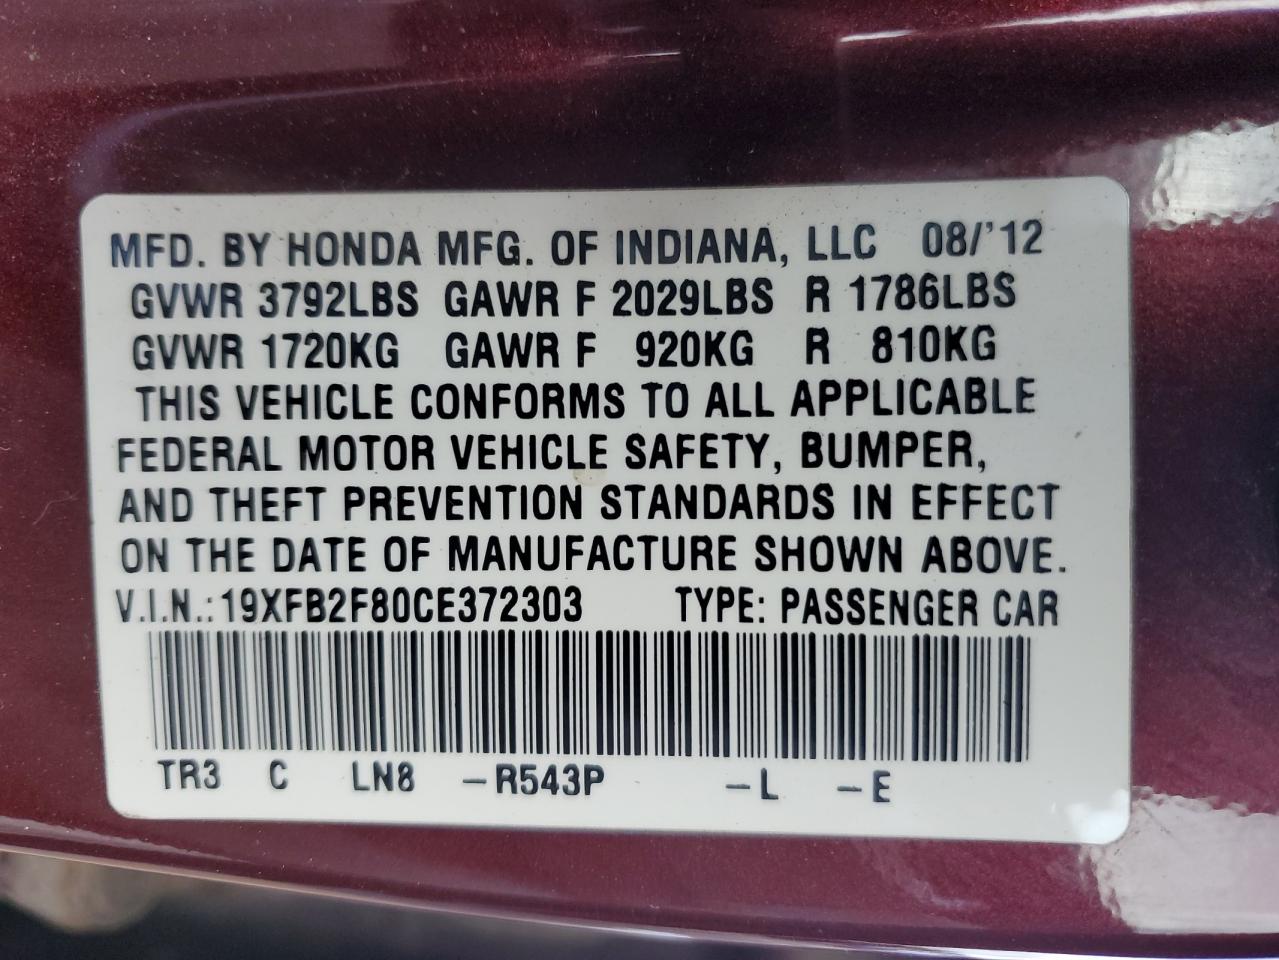 MFD. BY HONDA MFG. OF INDIANA, LLC 08/'12
GVWR 3792LBS GAWR F 2029LBS R 1786LBS
GVWR 1720KG GAWR F 920KG R 810KG
THIS VEHICLE CONFORMS TO ALL APPLICABLE
FEDERAL MOTOR VEHICLE SAFETY, BUMPER,
AND THEFT PREVENTION STANDARDS IN EFFECT
ON THE DATE OF MANUFACTURE SHOWN ABOVE.
V.I.N.: 19XFB2F80CE372303 TYPE: PASSENGER CAR
TR3 C LN8 –R543P –L –E